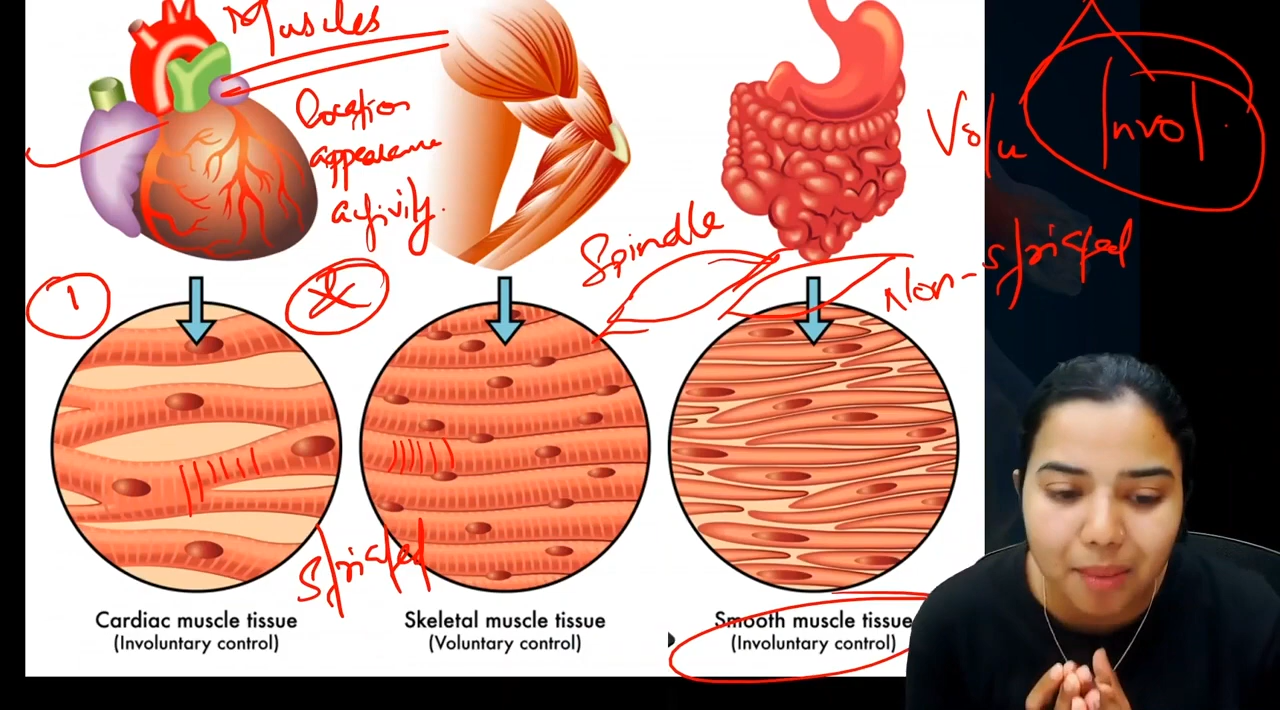 Muscles
location
appearance
activity.
Volu
Invol.
Spindle
Non-striated
1
Striated
Cardiac muscle tissue
(Involuntary control)
Skeletal muscle tissue
(Voluntary control)
Smooth muscle tissue
(Involuntary control)